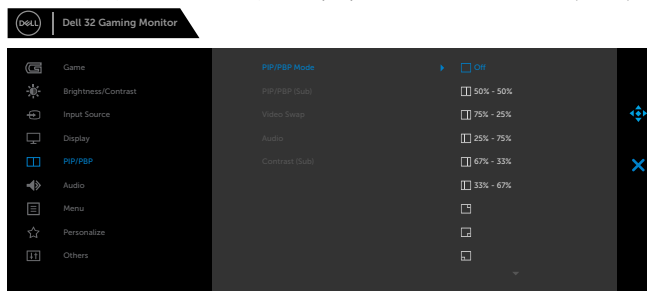 DELL
Dell 32 Gaming Monitor
Game
PIP/PBP Mode
Off
Brightness/Contrast
PIP/PBP (Sub)
50% - 50%
Input Source
Video Swap
75% - 25%
Display
Audio
25% - 75%
PIP/PBP
Contrast (Sub)
67% - 33%
Audio
33% - 67%
Menu
Personalize
Others